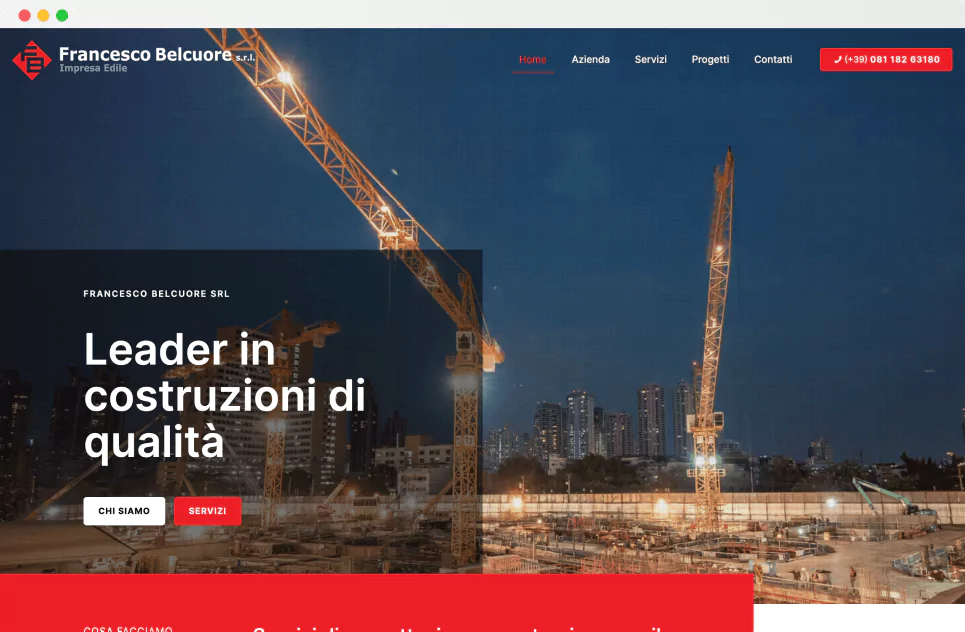 Francesco Belcuore s.r.l.
Impresa Edile
Home Azienda Servizi Progetti Contatti (+39) 081 182 63180
FRANCESCO BELCUORE SRL
Leader in
costruzioni di
qualità
CHI SIAMO SERVIZI
COSA FACCIAMO